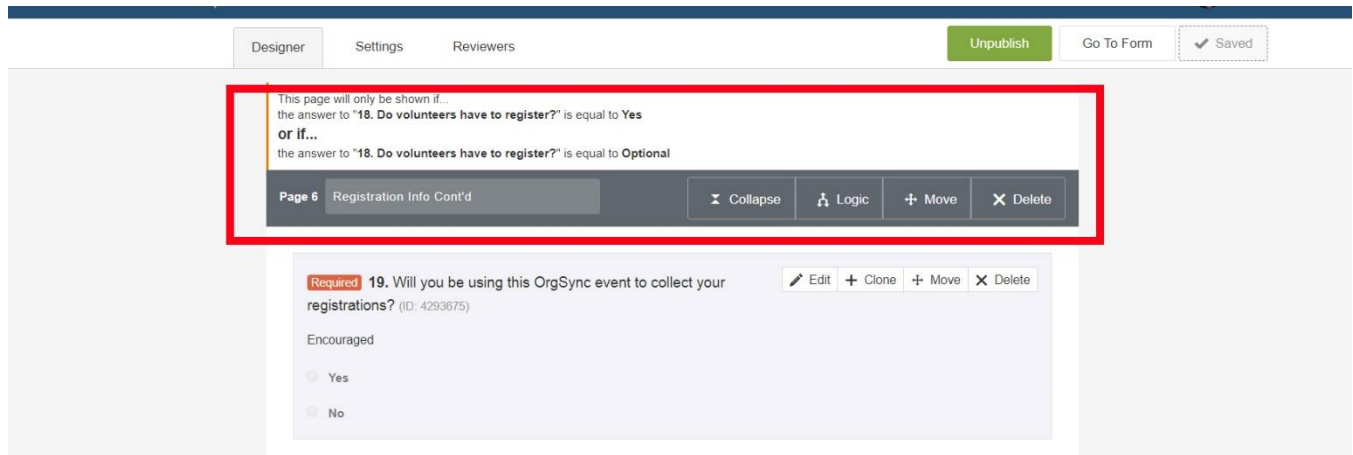 Designer Settings Reviewers Unpublish Go To Form Saved
This page will only be shown if...
the answer to "18. Do volunteers have to register?" is equal to Yes
or if...
the answer to "18. Do volunteers have to register?" is equal to Optional
Page 6 Registration Info Cont'd Collapse Logic Move Delete
Required 19. Will you be using this OrgSync event to collect your Edit Clone Move Delete
registrations? (ID: 4293675)
Encouraged
Yes
No